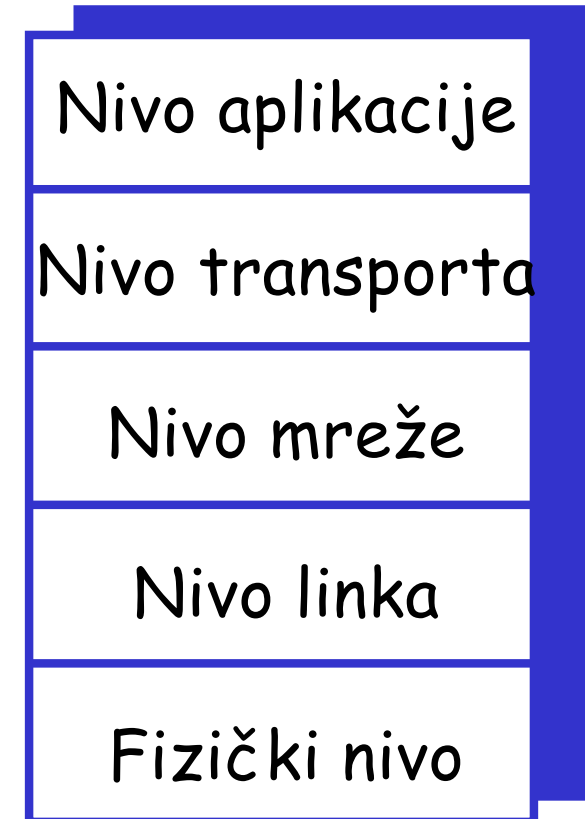 Nivo aplikacije
Nivo transporta
Nivo mreže
Nivo linka
Fizički nivo